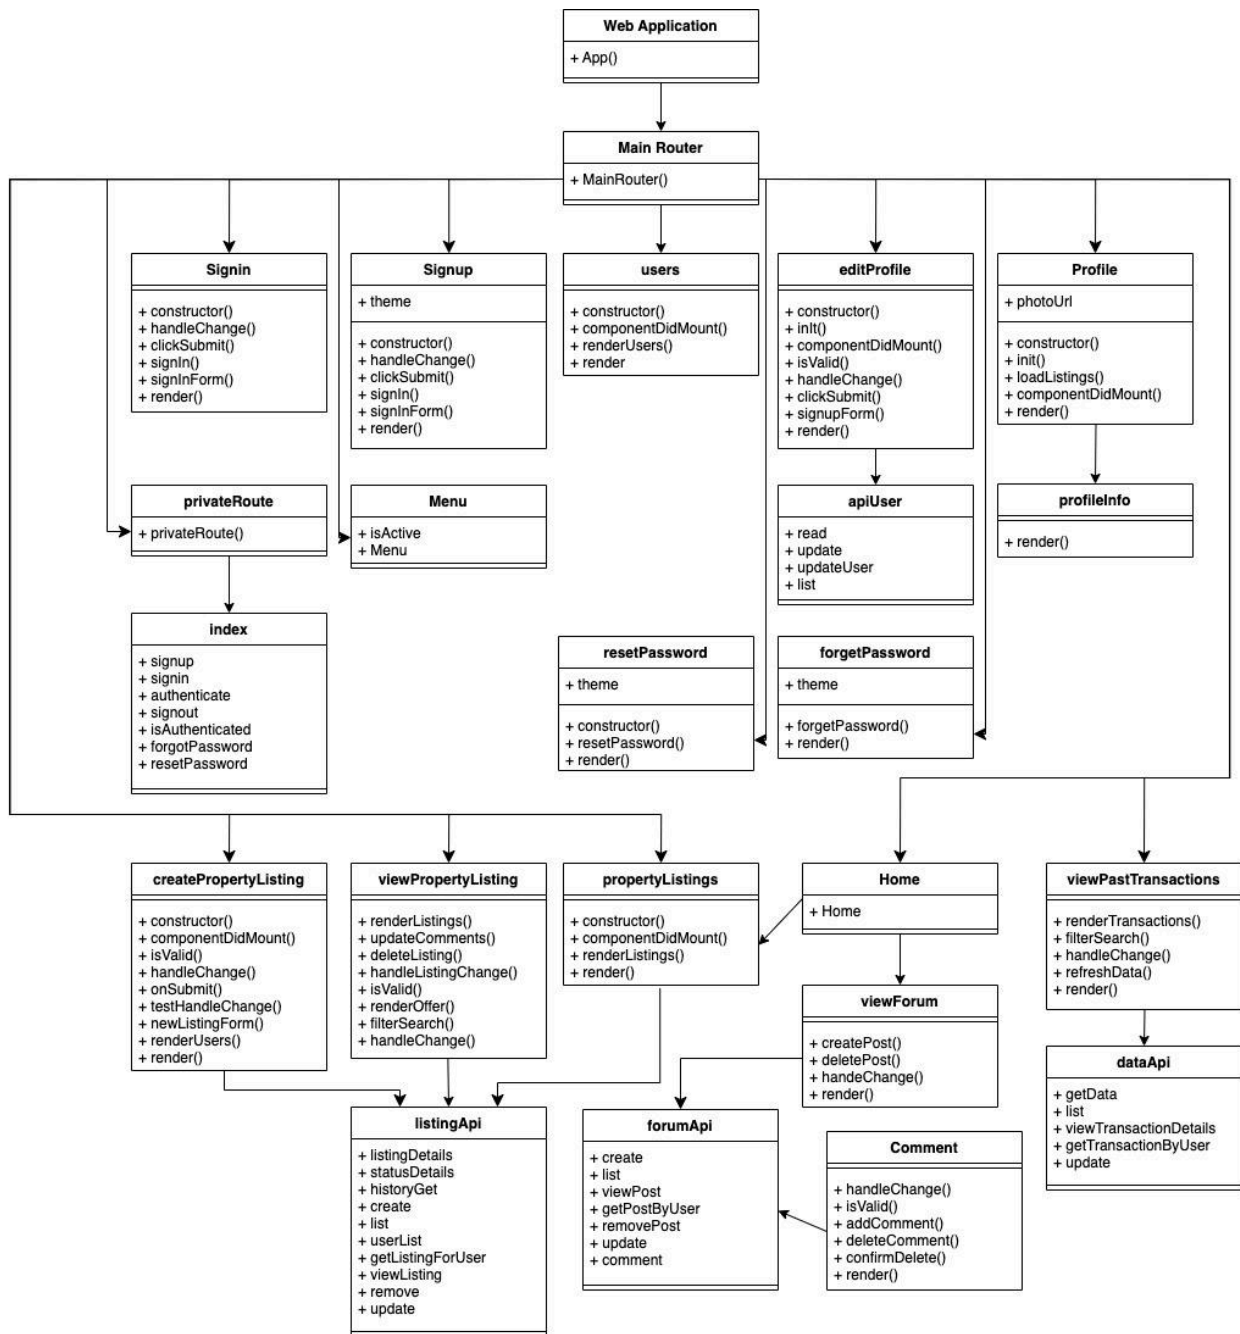 Web Application
+ App()
Main Router
+ MainRouter()
Signin
+ constructor()
+ handleChange()
+ clickSubmit()
+ signIn()
+ signInForm()
+ render()
Signup
+ theme
+ constructor()
+ handleChange()
+ clickSubmit()
+ signIn()
+ signInForm()
+ render()
users
+ constructor()
+ componentDidMount()
+ renderUsers()
+ render
editProfile
+ constructor()
+ inIt()
+ componentDidMount()
+ isValid()
+ handleChange()
+ clickSubmit()
+ signupForm()
+ render()
Profile
+ photoUrl
+ constructor()
+ init()
+ loadListings()
+ componentDidMount()
+ render()
privateRoute
+ privateRoute()
Menu
+ isActive
+ Menu
apiUser
+ read
+ update
+ updateUser
+ list
profileInfo
+ render()
index
+ signup
+ signin
+ authenticate
+ signout
+ isAuthenticated
+ forgotPassword
+ resetPassword
resetPassword
+ theme
+ constructor()
+ resetPassword()
+ render()
forgetPassword
+ theme
+ forgetPassword()
+ render()
createPropertyListing
+ constructor()
+ componentDidMount()
+ isValid()
+ handleChange()
+ onSubmit()
+ testHandleChange()
+ newListingForm()
+ renderUsers()
+ render()
viewPropertyListing
+ renderListings()
+ updateComments()
+ deleteListing()
+ handleListingChange()
+ isValid()
+ renderOffer()
+ filterSearch()
+ handleChange()
propertyListings
+ constructor()
+ componentDidMount()
+ renderListings()
+ render()
Home
+ Home
viewPastTransactions
+ renderTransactions()
+ filterSearch()
+ handleChange()
+ refreshData()
+ render()
viewForum
+ createPost()
+ deletePost()
+ handeChange()
+ render()
dataApi
+ getData
+ list
+ viewTransactionDetails
+ getTransactionByUser
+ update
listingApi
+ listingDetails
+ statusDetails
+ historyGet
+ create
+ list
+ userList
+ getListingForUser
+ viewListing
+ remove
+ update
forumApi
+ create
+ list
+ viewPost
+ getPostByUser
+ removePost
+ update
+ comment
Comment
+ handleChange()
+ isValid()
+ addComment()
+ deleteComment()
+ confirmDelete()
+ render()